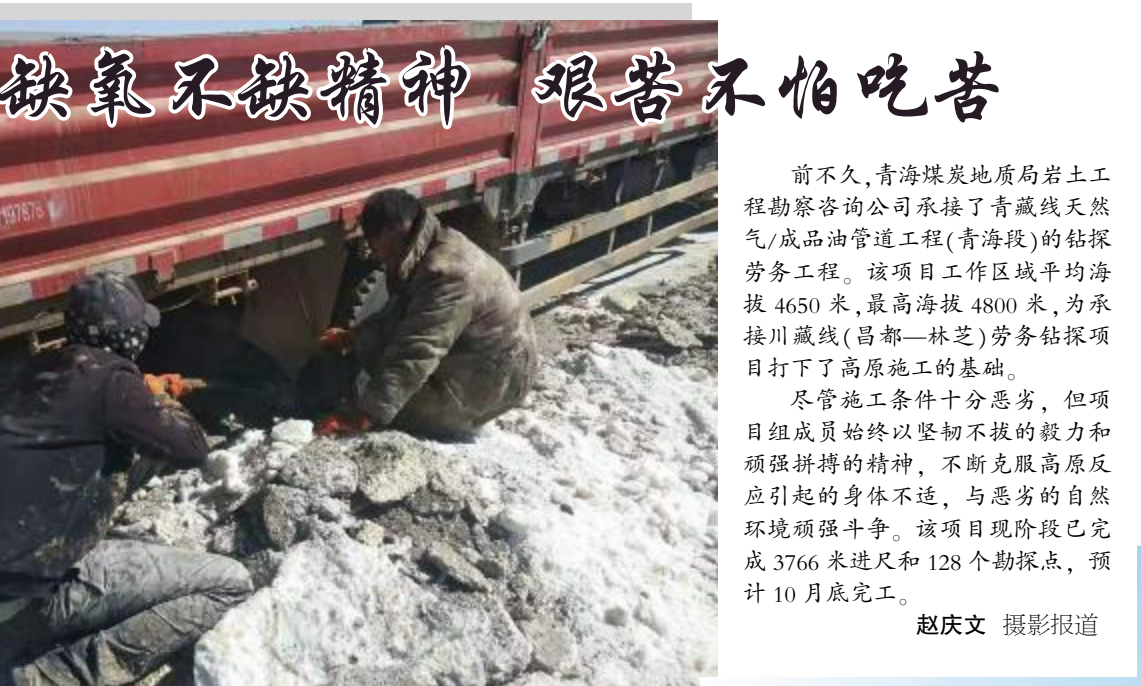 缺氧不缺精神 艰苦不怕吃苦
前不久,青海煤炭地质局岩土工
程勘察咨询公司承接了青藏线天然
气/成品油管道工程(青海段)的钻探
劳务工程。该项目工作区域平均海
拔 4650 米,最高海拔 4800 米,为承
接川藏线(昌都—林芝)劳务钻探项
目打下了高原施工的基础。
尽管施工条件十分恶劣，但项
目组成员始终以坚韧不拔的毅力和
顽强拼搏的精神，不断克服高原反
应引起的身体不适，与恶劣的自然
环境顽强斗争。该项目现阶段已完
成 3766 米进尺和 128 个勘探点，预
计 10 月底完工。
赵庆文 摄影报道